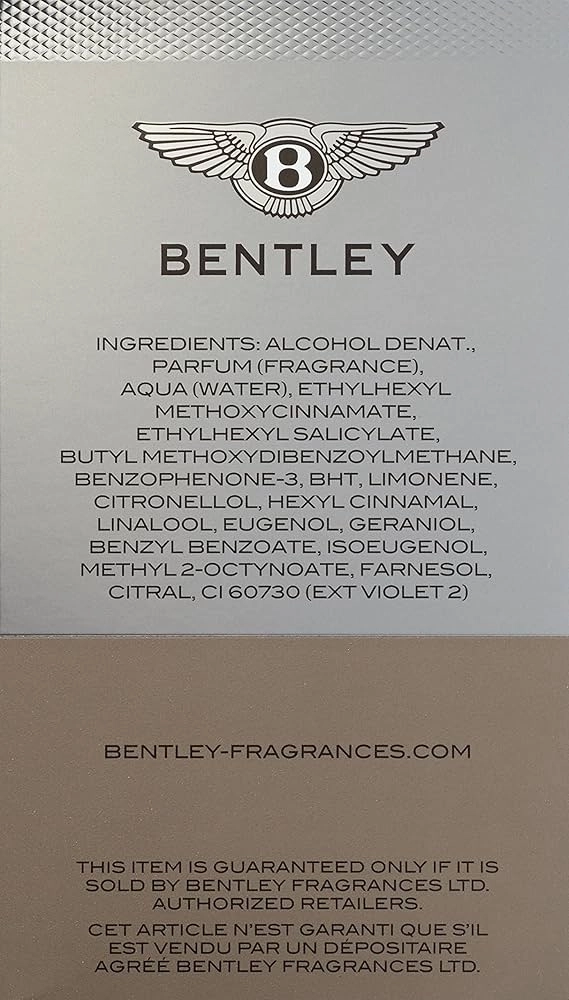 B
BENTLEY
INGREDIENTS: ALCOHOL DENAT.,
PARFUM (FRAGRANCE),
AQUA (WATER), ETHYLHEXYL
METHOXYCINNAMATE,
ETHYLHEXYL SALICYLATE,
BUTYL METHOXYDIBENZOYLMETHANE,
BENZOPHENONE-3, BHT, LIMONENE,
CITRONELLOL, HEXYL CINNAMAL,
LINALOOL, EUGENOL, GERANIOL,
BENZYL BENZOATE, ISOEUGENOL,
METHYL 2-OCTYNOATE, FARNESOL,
CITRAL, CI 60730 (EXT VIOLET 2)
BENTLEY-FRAGRANCES.COM
THIS ITEM IS GUARANTEED ONLY IF IT IS
SOLD BY BENTLEY FRAGRANCES LTD.
AUTHORIZED RETAILERS.
CET ARTICLE N'EST GARANTI QUE S'IL
EST VENDU PAR UN DÉPOSITAIRE
AGRÉÉ BENTLEY FRAGRANCES LTD.